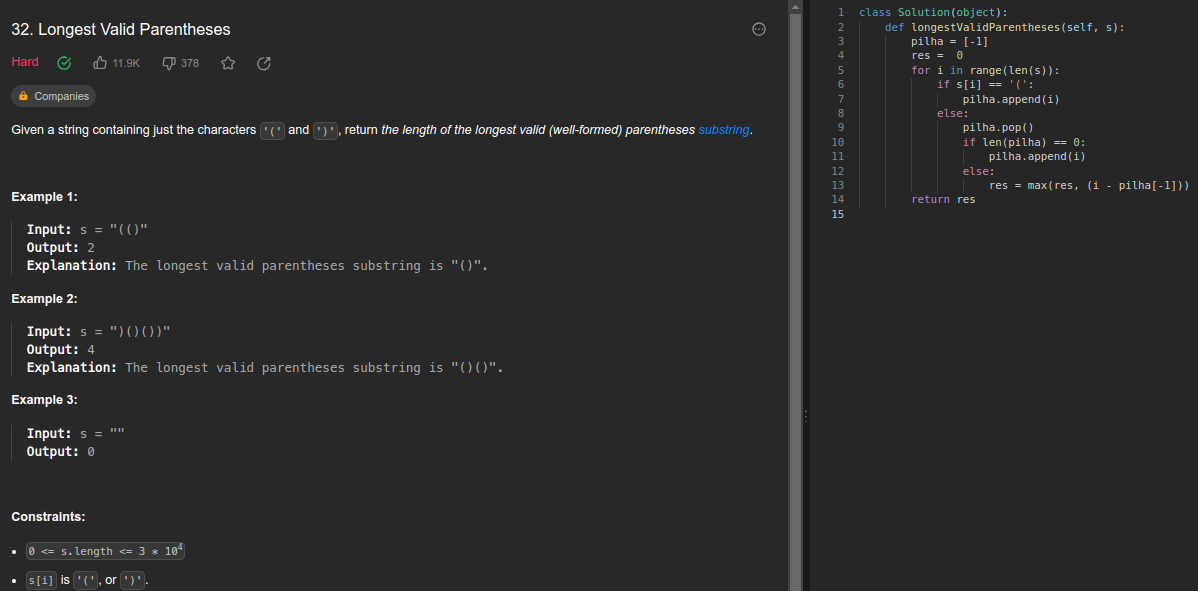 32. Longest Valid Parentheses
Hard 11.9K 378
Companies
Given a string containing just the characters '(' and ')', return the length of the longest valid (well-formed) parentheses substring.
Example 1:
Input: s = "(()"
Output: 2
Explanation: The longest valid parentheses substring is "()".
Example 2:
Input: s = ")()())"
Output: 4
Explanation: The longest valid parentheses substring is "()()".
Example 3:
Input: s = ""
Output: 0
Constraints:
• 0 <= s.length <= 3 * 10⁴
• s[i] is '(', or ')'.
1 class Solution(object):
2     def longestValidParentheses(self, s):
3         pilha = [-1]
4         res =  0
5         for i in range(len(s)):
6             if s[i] == '(':
7                 pilha.append(i)
8             else:
9                 pilha.pop()
10                 if len(pilha) == 0:
11                     pilha.append(i)
12                 else:
13                     res = max(res, (i - pilha[-1]))
14         return res
15